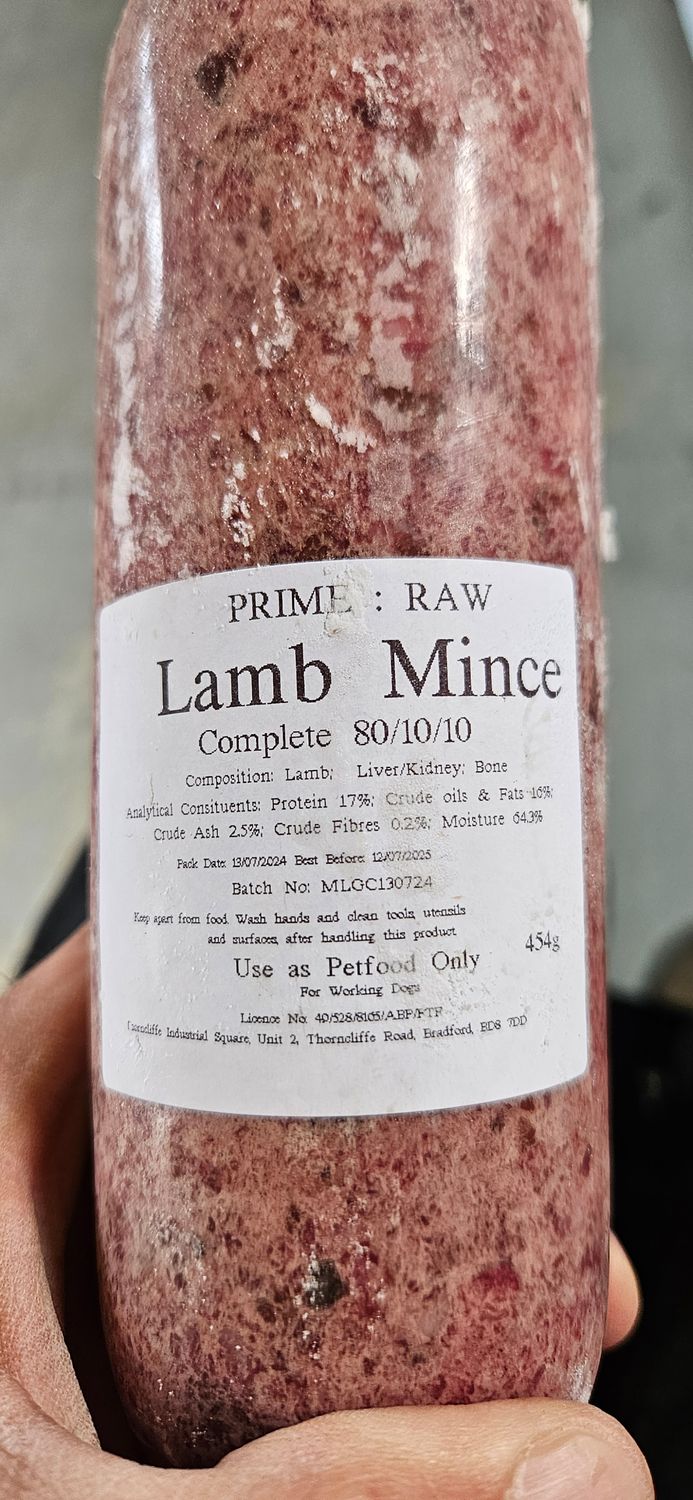 PRIME : RAW
Lamb Mince
Complete 80/10/10
Composition: Lamb; Liver/Kidney; Bone
Analytical Consituents: Protein 17%; Crude oils & Fats 16%;
Crude Ash 2.5%; Crude Fibres 0.2%; Moisture 64.3%
Pack Date: 13/07/2024 Best Before: 12/07/2025
Batch No: MLGC130724
Keep apart from food. Wash hands and clean tools, utensils
and surfaces, after handling this product
454g
Use as Petfood Only
For Working Dogs
Licence No: 40/528/8105/ABP/PTF
Thorncliffe Industrial Square, Unit 2, Thorncliffe Road, Bradford, BD8 7DD